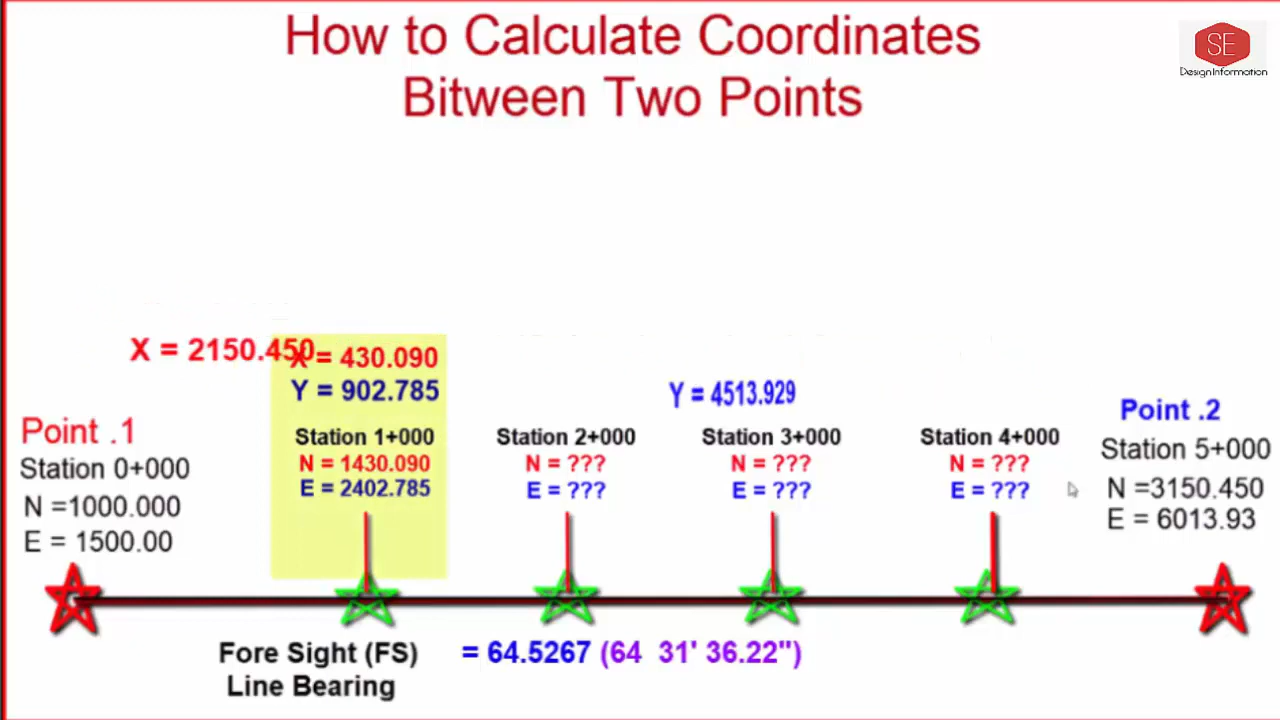 How to Calculate Coordinates
Bitween Two Points
SE
Design Information
X = 2150.450
X = 430.090
Y = 902.785
Y = 4513.929
Point .1
Station 0+000
N =1000.000
E = 1500.00
Station 1+000
N = 1430.090
E = 2402.785
Station 2+000
N = ???
E = ???
Station 3+000
N = ???
E = ???
Station 4+000
N = ???
E = ???
Point .2
Station 5+000
N =3150.450
E = 6013.93
Fore Sight (FS) = 64.5267 (64 31' 36.22")
Line Bearing